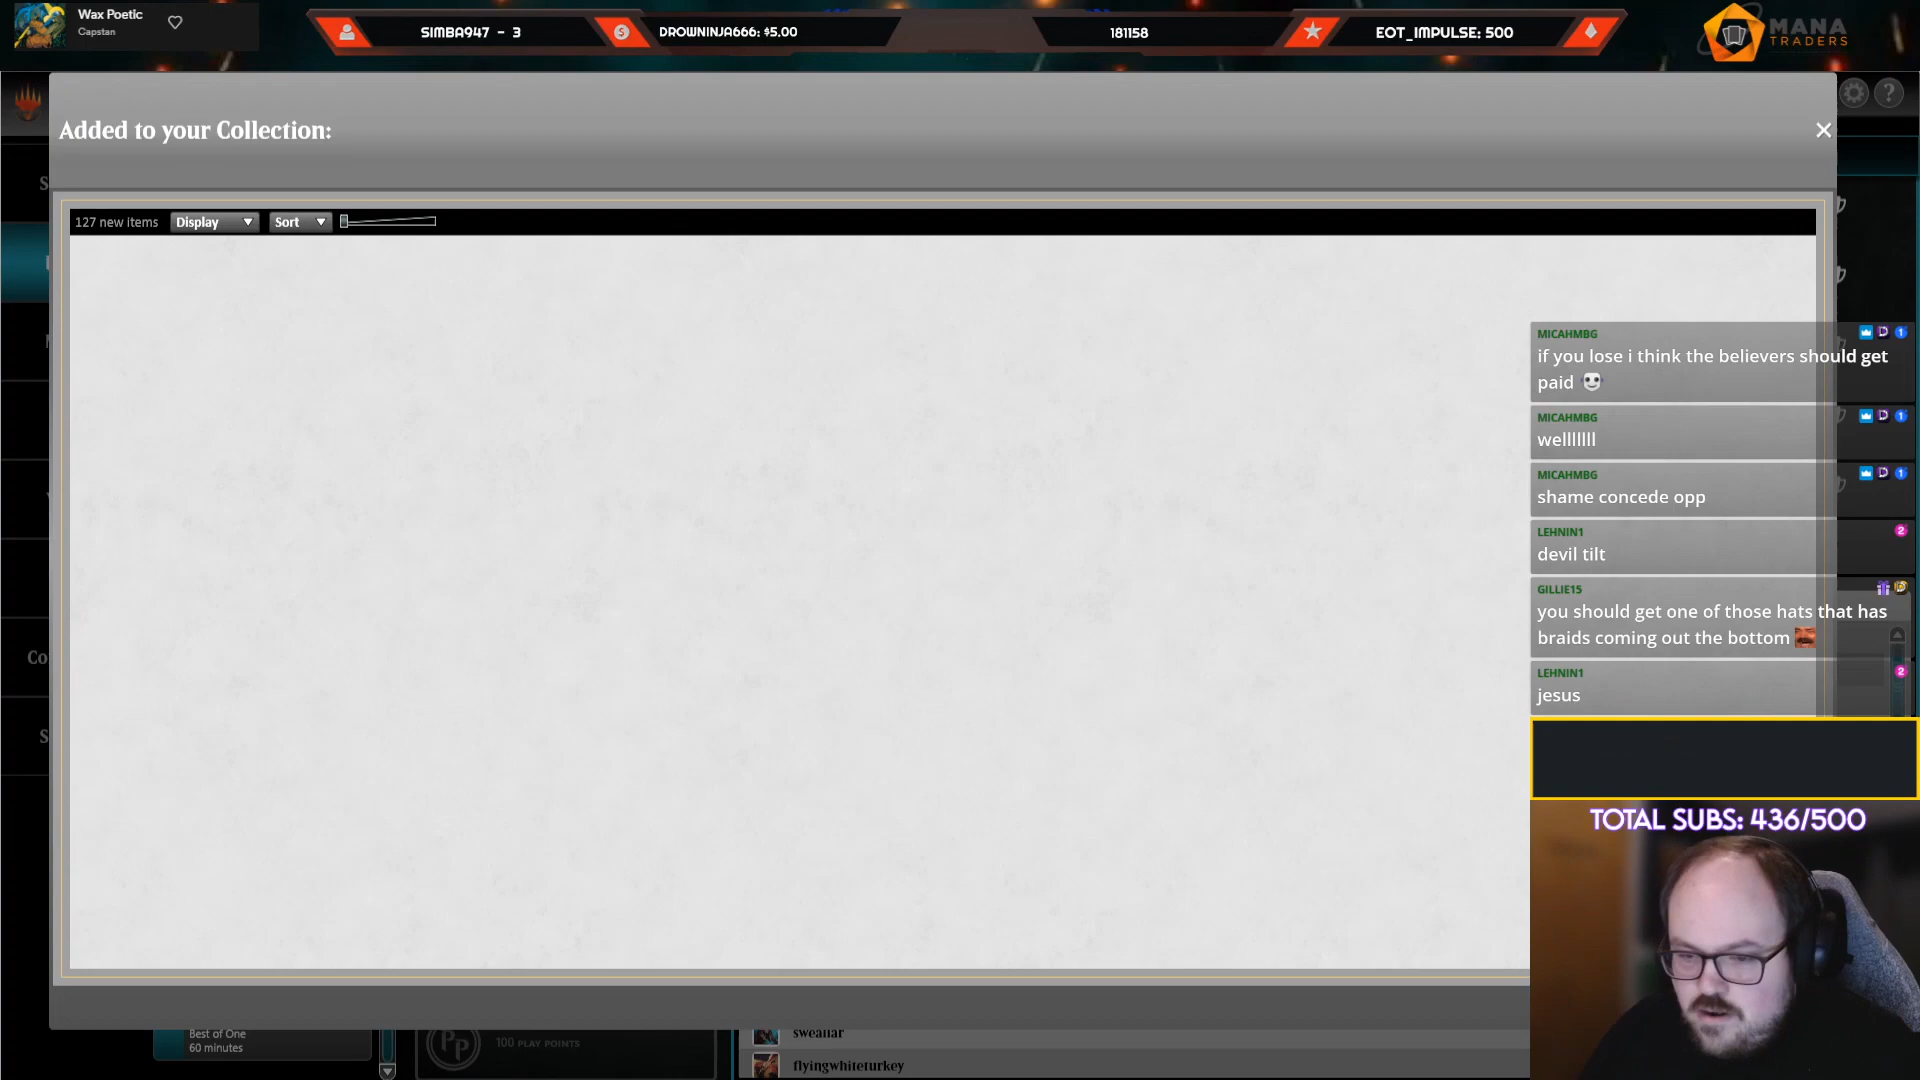 Wax Poetic
Capstan
SIMBA947 - 3
DROWNINJA666: $5.00
181158
EOT_IMPULSE: 500
MANA
TRADERS
Added to your Collection:
127 new items
Display
Sort
MICAHMBG
if you lose i think the believers should get
paid
MICAHMBG
welllllll
MICAHMBG
shame concede opp
LEHNIN1
devil tilt
GILLIE15
you should get one of those hats that has
braids coming out the bottom
LEHNIN1
jesus
TOTAL SUBS: 436/500
S
Co
S
Best of One
60 minutes
PP
100 PLAY POINTS
flyingwhiteturkey